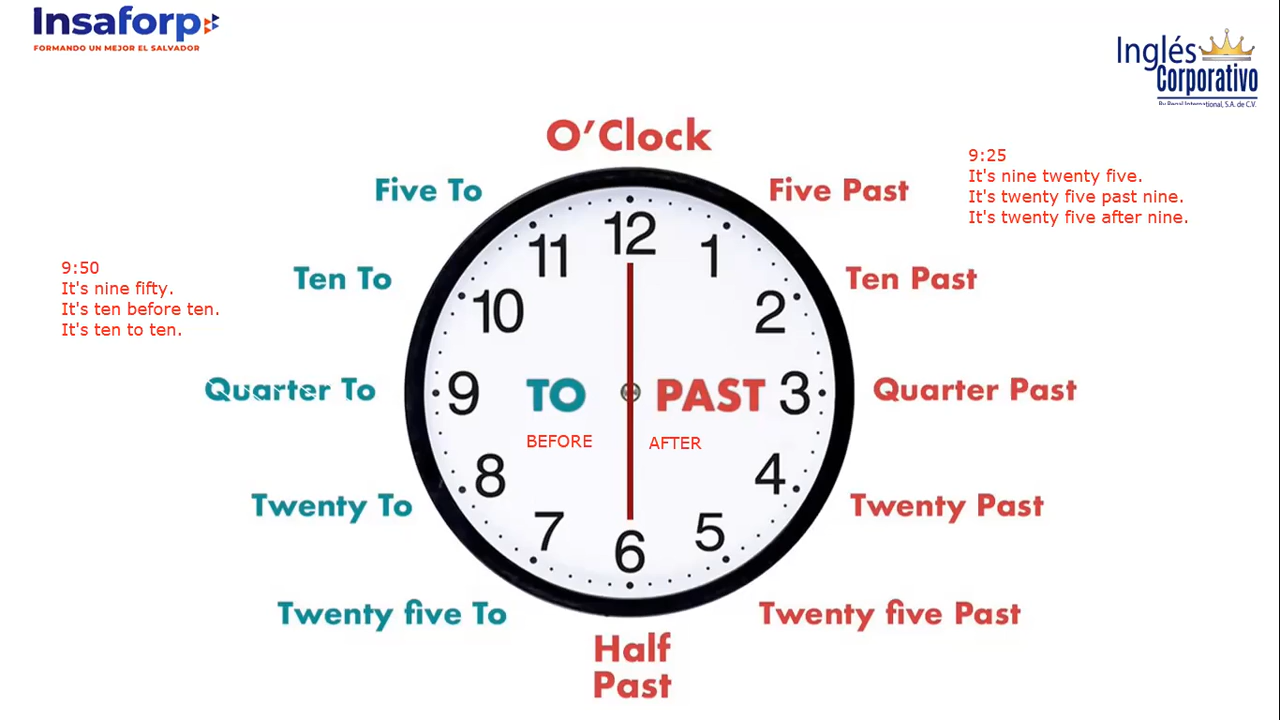 Insaforp
FORMANDO UN MEJOR EL SALVADOR
Inglés
Corporativo
By Regal International, S.A. de C.V.
O'Clock
Five To
Five Past
9:25
It's nine twenty five.
It's twenty five past nine.
It's twenty five after nine.
9:50
It's nine fifty.
It's ten before ten.
It's ten to ten.
Ten To
Ten Past
Quarter To
Quarter Past
Twenty To
Twenty Past
Twenty five To
Twenty five Past
Half
Past
12
11
1
10
2
9
TO
PAST
3
BEFORE
AFTER
8
4
7
5
6